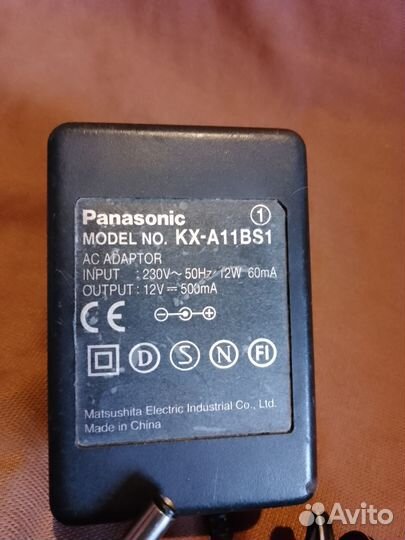 Panasonic ①
MODEL NO. KX-A11BS1
AC ADAPTOR
INPUT : 230V~ 50Hz 12W 60mA
OUTPUT : 12V⎓500mA
CE
D S N FI
Matsushita Electric Industrial Co., Ltd.
Made in China
Avito